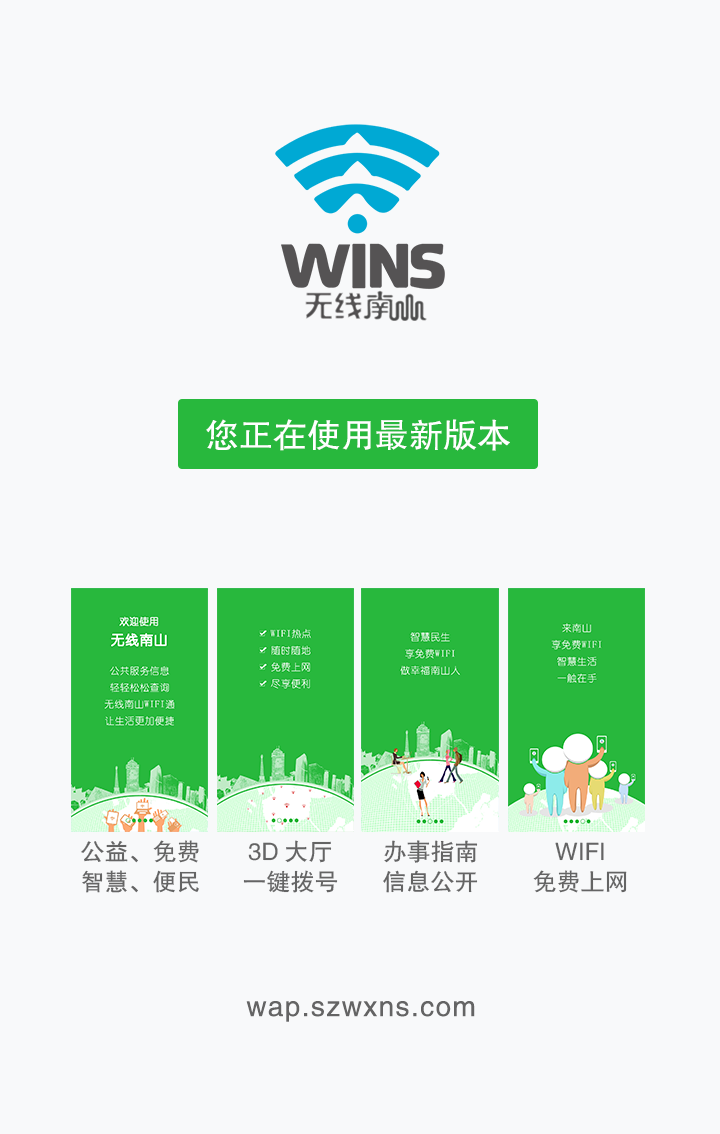 WINS
无线南山
您正在使用最新版本
欢迎使用
无线南山
公共服务信息
轻轻松松查询
无线南山WIFI通
让生活更加便捷
WIFI热点
随时随地
免费上网
尽享便利
智慧民生
享免费WIFI
做幸福南山人
来南山
享免费WIFI
智慧生活
一触在手
公益、免费
智慧、便民
3D 大厅
一键拨号
办事指南
信息公开
WIFI
免费上网
wap.szwxns.com